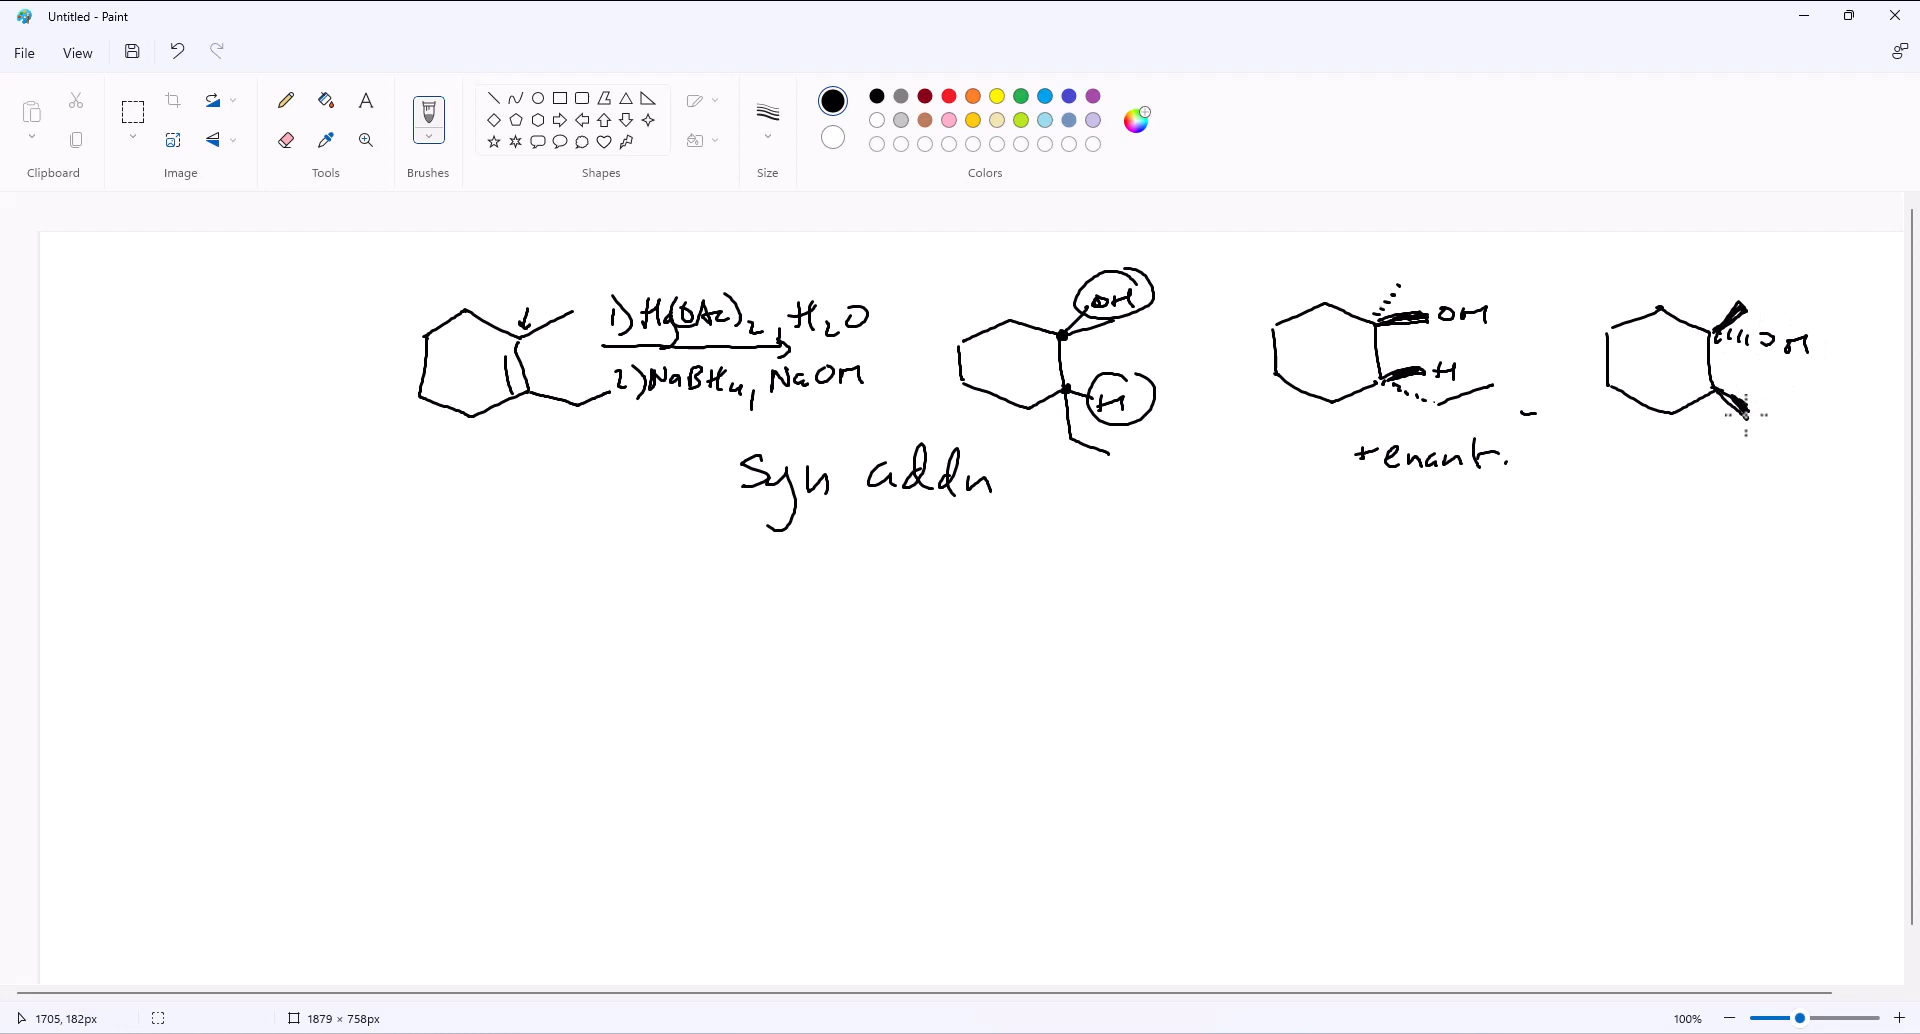 Untitled - Paint
File View
Clipboard
Image
Tools
Brushes
Shapes
Size
Colors
1) Hg(OAc)2, H2O
2) NaBH4, NaOH
OH
H
OH
H
OH
+ enant.
Syn addn
1705, 182px
1879 × 758px
100%